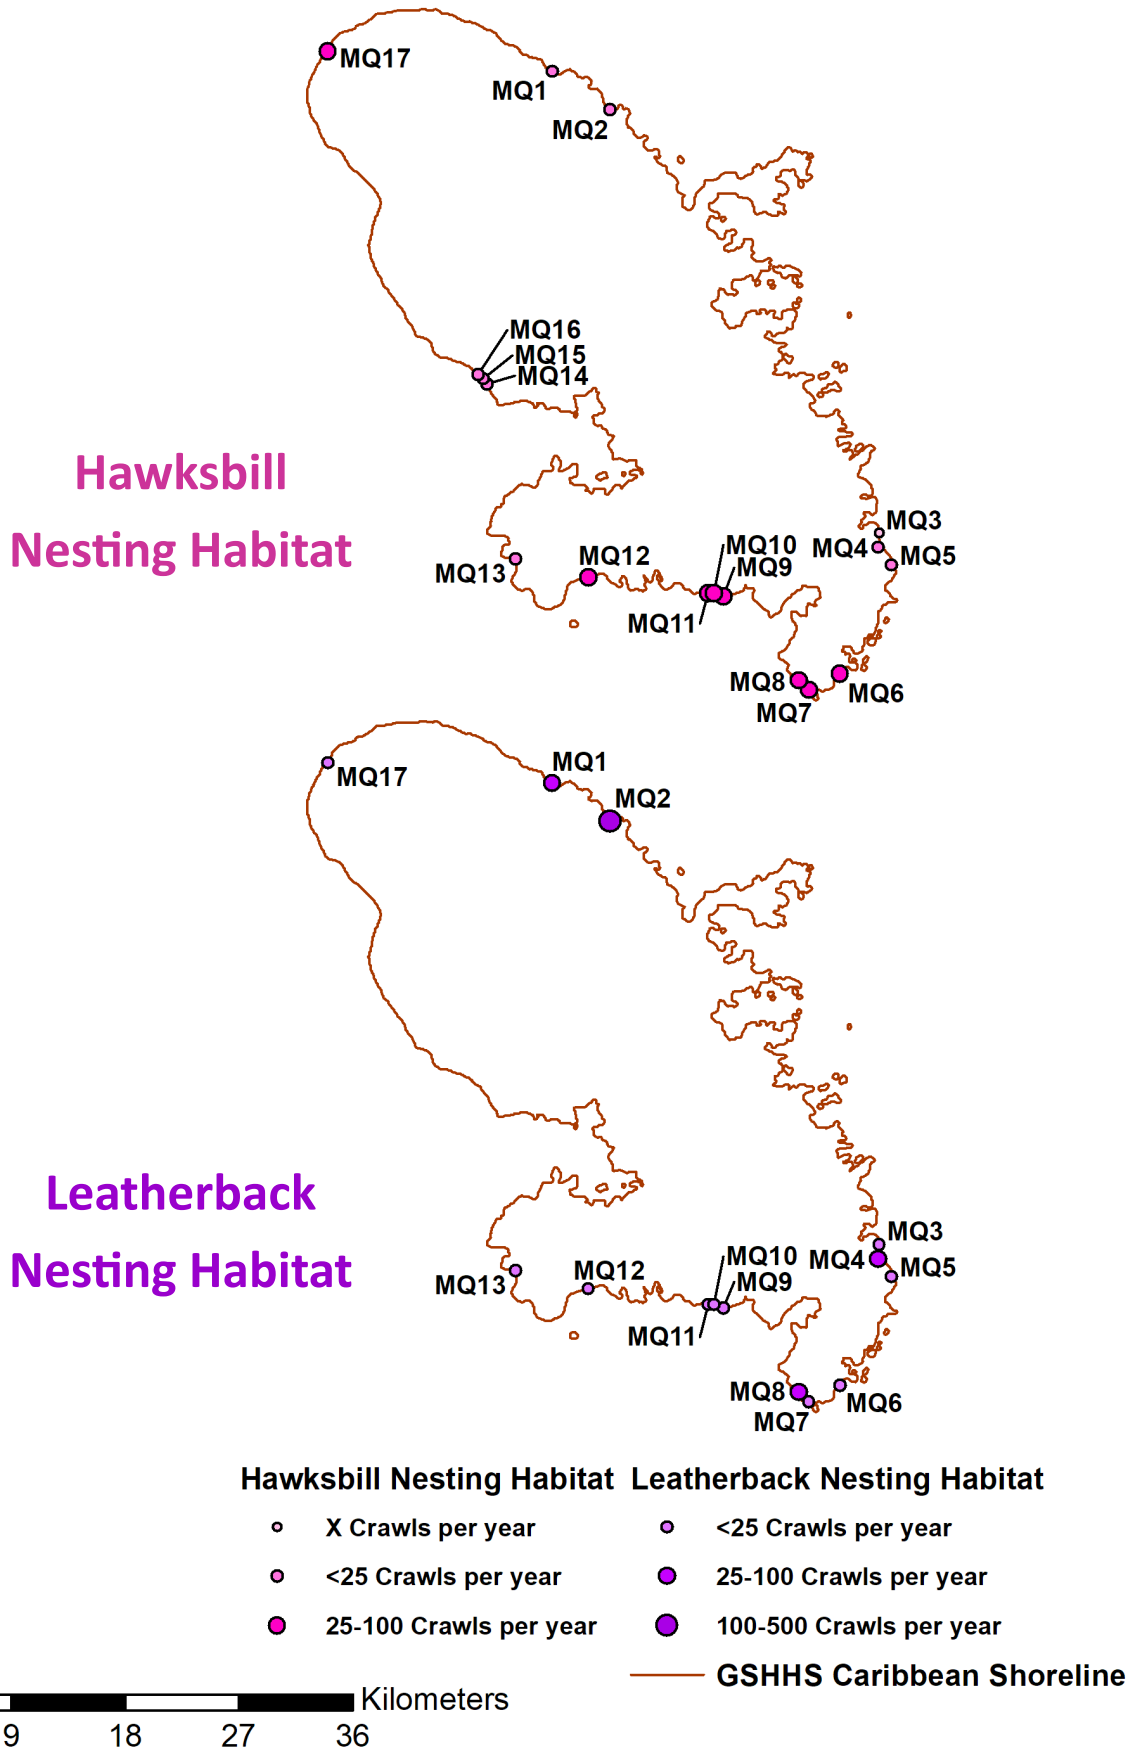 MQ17
MQ1
MQ2
MQ16
MQ15
MQ14
Hawksbill
Nesting Habitat
MQ3
MQ4
MQ5
MQ10
MQ9
MQ12
MQ13
MQ11
MQ8
MQ7
MQ6
MQ1
MQ17
MQ2
Leatherback
Nesting Habitat
MQ3
MQ4
MQ5
MQ10
MQ9
MQ12
MQ13
MQ11
MQ8
MQ7
MQ6
Hawksbill Nesting Habitat
X Crawls per year
<25 Crawls per year
25-100 Crawls per year
Leatherback Nesting Habitat
<25 Crawls per year
25-100 Crawls per year
100-500 Crawls per year
GSHHS Caribbean Shoreline
Kilometers
9 18 27 36